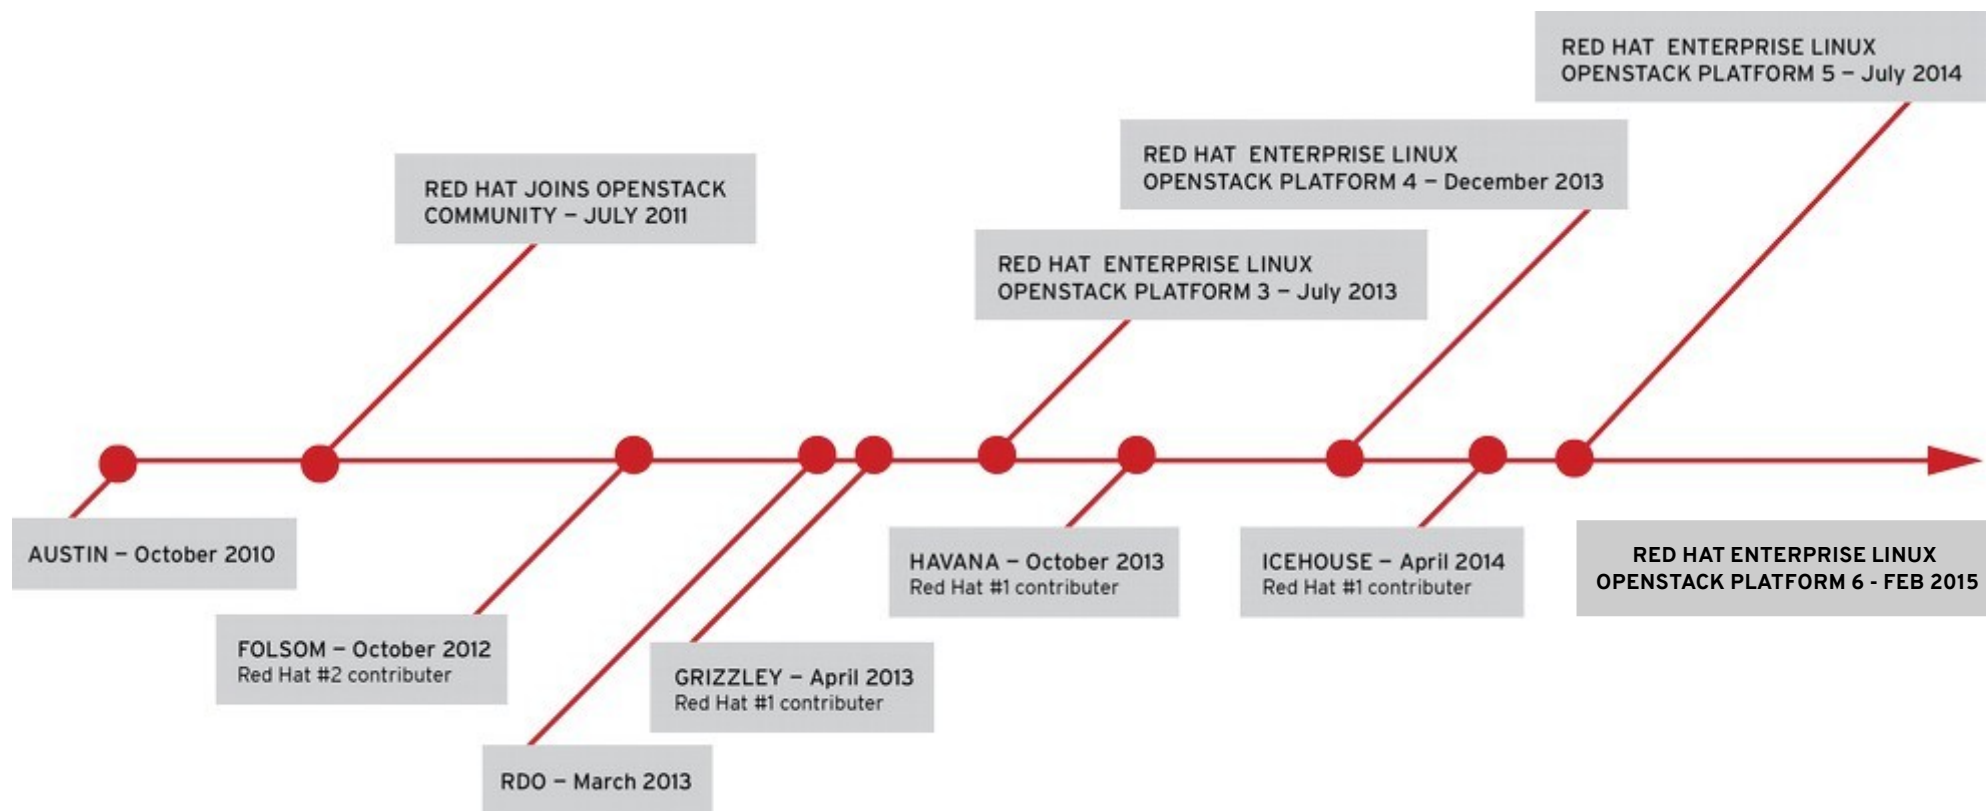 RED HAT ENTERPRISE LINUX
OPENSTACK PLATFORM 5 – July 2014
RED HAT ENTERPRISE LINUX
OPENSTACK PLATFORM 4 – December 2013
RED HAT JOINS OPENSTACK
COMMUNITY – JULY 2011
RED HAT ENTERPRISE LINUX
OPENSTACK PLATFORM 3 – July 2013
AUSTIN – October 2010
HAVANA – October 2013
Red Hat #1 contributer
ICEHOUSE – April 2014
Red Hat #1 contributer
RED HAT ENTERPRISE LINUX
OPENSTACK PLATFORM 6 - FEB 2015
FOLSOM – October 2012
Red Hat #2 contributer
GRIZZLEY – April 2013
Red Hat #1 contributer
RDO – March 2013